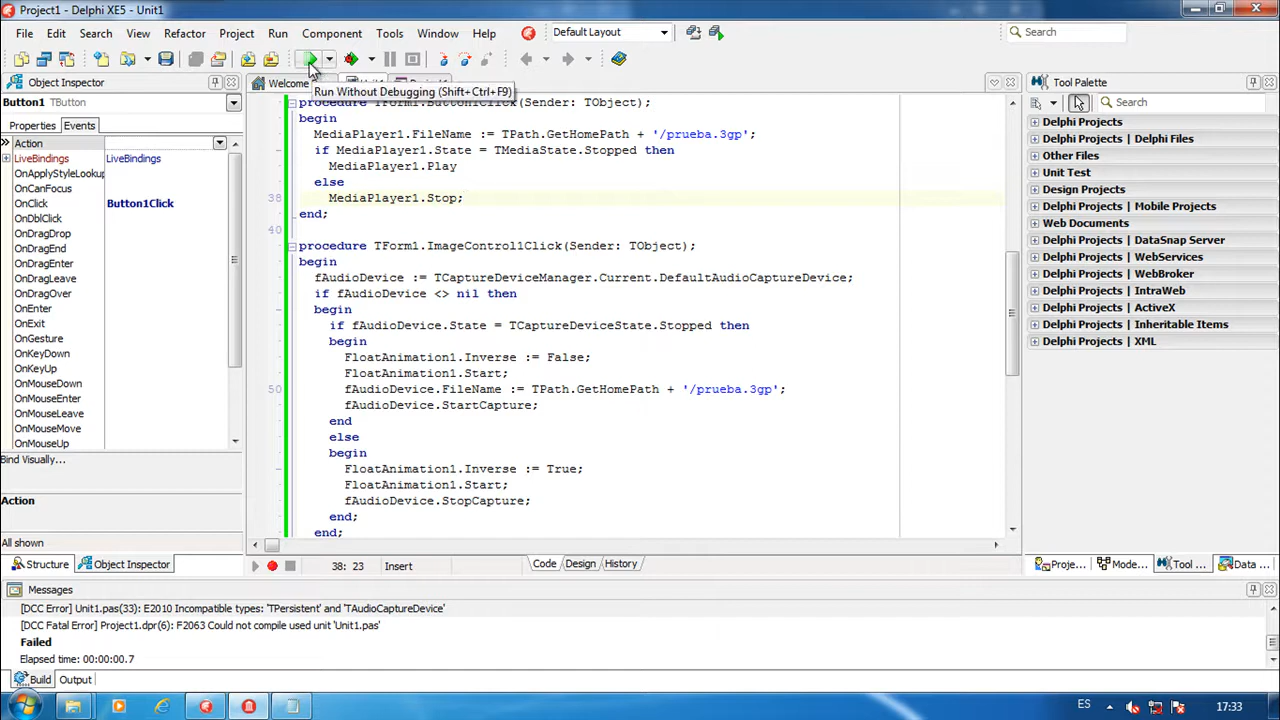 Project1 - Delphi XE5 - Unit1
File Edit Search View Refactor Project Run Component Tools Window Help
Default Layout
Search
Object Inspector
Welcome
Run Without Debugging (Shift+Ctrl+F9)
Tool Palette
Button1 TButton
Search
Properties Events
Action
LiveBindings LiveBindings
OnApplyStyleLookup
OnCanFocus
OnClick Button1Click
OnDblClick
OnDragDrop
OnDragEnd
OnDragEnter
OnDragLeave
OnDragOver
OnEnter
OnExit
OnGesture
OnKeyDown
OnKeyUp
OnMouseDown
OnMouseEnter
OnMouseLeave
OnMouseMove
OnMouseUp
Bind Visually...
Action
All shown
Structure Object Inspector
procedure TForm1.Button1Click(Sender: TObject);
begin
MediaPlayer1.FileName := TPath.GetHomePath + '/prueba.3gp';
if MediaPlayer1.State = TMediaState.Stopped then
MediaPlayer1.Play
else
38 MediaPlayer1.Stop;
end;
40
procedure TForm1.ImageControl1Click(Sender: TObject);
begin
fAudioDevice := TCaptureDeviceManager.Current.DefaultAudioCaptureDevice;
if fAudioDevice <> nil then
begin
if fAudioDevice.State = TCaptureDeviceState.Stopped then
begin
FloatAnimation1.Inverse := False;
FloatAnimation1.Start;
50 fAudioDevice.FileName := TPath.GetHomePath + '/prueba.3gp';
fAudioDevice.StartCapture;
end
else
begin
FloatAnimation1.Inverse := True;
FloatAnimation1.Start;
fAudioDevice.StopCapture;
end;
end;
38: 23 Insert Code Design History
Delphi Projects
Delphi Projects | Delphi Files
Other Files
Unit Test
Design Projects
Delphi Projects | Mobile Projects
Web Documents
Delphi Projects | DataSnap Server
Delphi Projects | WebServices
Delphi Projects | WebBroker
Delphi Projects | IntraWeb
Delphi Projects | ActiveX
Delphi Projects | Inheritable Items
Delphi Projects | XML
Proje... Mode... Tool ... Data ...
Messages
[DCC Error] Unit1.pas(33): E2010 Incompatible types: 'TPersistent' and 'TAudioCaptureDevice'
[DCC Fatal Error] Project1.dpr(6): F2063 Could not compile used unit 'Unit1.pas'
Failed
Elapsed time: 00:00:00.7
Build Output
ES 17:33